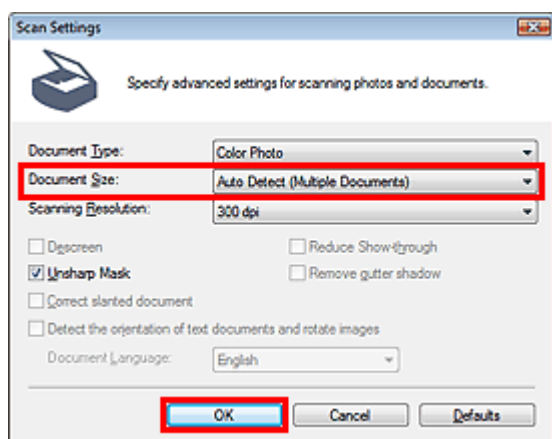 Scan Settings
Specify advanced settings for scanning photos and documents.
Document Type: Color Photo
Document Size: Auto Detect (Multiple Documents)
Scanning Resolution: 300 dpi
Descreen Reduce Show-through
Unsharp Mask Remove gutter shadow
Correct slanted document
Detect the orientation of text documents and rotate images
Document Language: English
OK Cancel Defaults